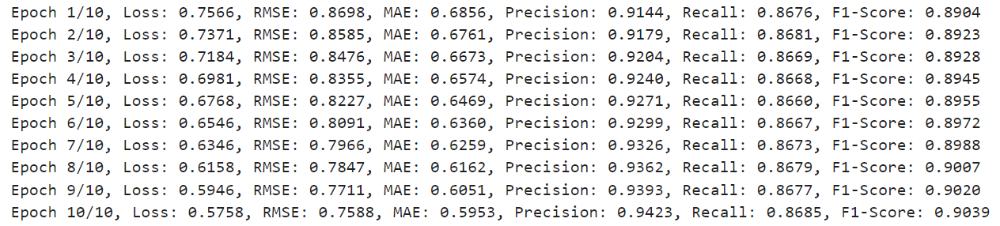 Epoch 1/10, Loss: 0.7566, RMSE: 0.8698, MAE: 0.6856, Precision: 0.9144, Recall: 0.8676, F1-Score: 0.8904
Epoch 2/10, Loss: 0.7371, RMSE: 0.8585, MAE: 0.6761, Precision: 0.9179, Recall: 0.8681, F1-Score: 0.8923
Epoch 3/10, Loss: 0.7184, RMSE: 0.8476, MAE: 0.6673, Precision: 0.9204, Recall: 0.8669, F1-Score: 0.8928
Epoch 4/10, Loss: 0.6981, RMSE: 0.8355, MAE: 0.6574, Precision: 0.9240, Recall: 0.8668, F1-Score: 0.8945
Epoch 5/10, Loss: 0.6768, RMSE: 0.8227, MAE: 0.6469, Precision: 0.9271, Recall: 0.8660, F1-Score: 0.8955
Epoch 6/10, Loss: 0.6546, RMSE: 0.8091, MAE: 0.6360, Precision: 0.9299, Recall: 0.8667, F1-Score: 0.8972
Epoch 7/10, Loss: 0.6346, RMSE: 0.7966, MAE: 0.6259, Precision: 0.9326, Recall: 0.8673, F1-Score: 0.8988
Epoch 8/10, Loss: 0.6158, RMSE: 0.7847, MAE: 0.6162, Precision: 0.9362, Recall: 0.8679, F1-Score: 0.9007
Epoch 9/10, Loss: 0.5946, RMSE: 0.7711, MAE: 0.6051, Precision: 0.9393, Recall: 0.8677, F1-Score: 0.9020
Epoch 10/10, Loss: 0.5758, RMSE: 0.7588, MAE: 0.5953, Precision: 0.9423, Recall: 0.8685, F1-Score: 0.9039